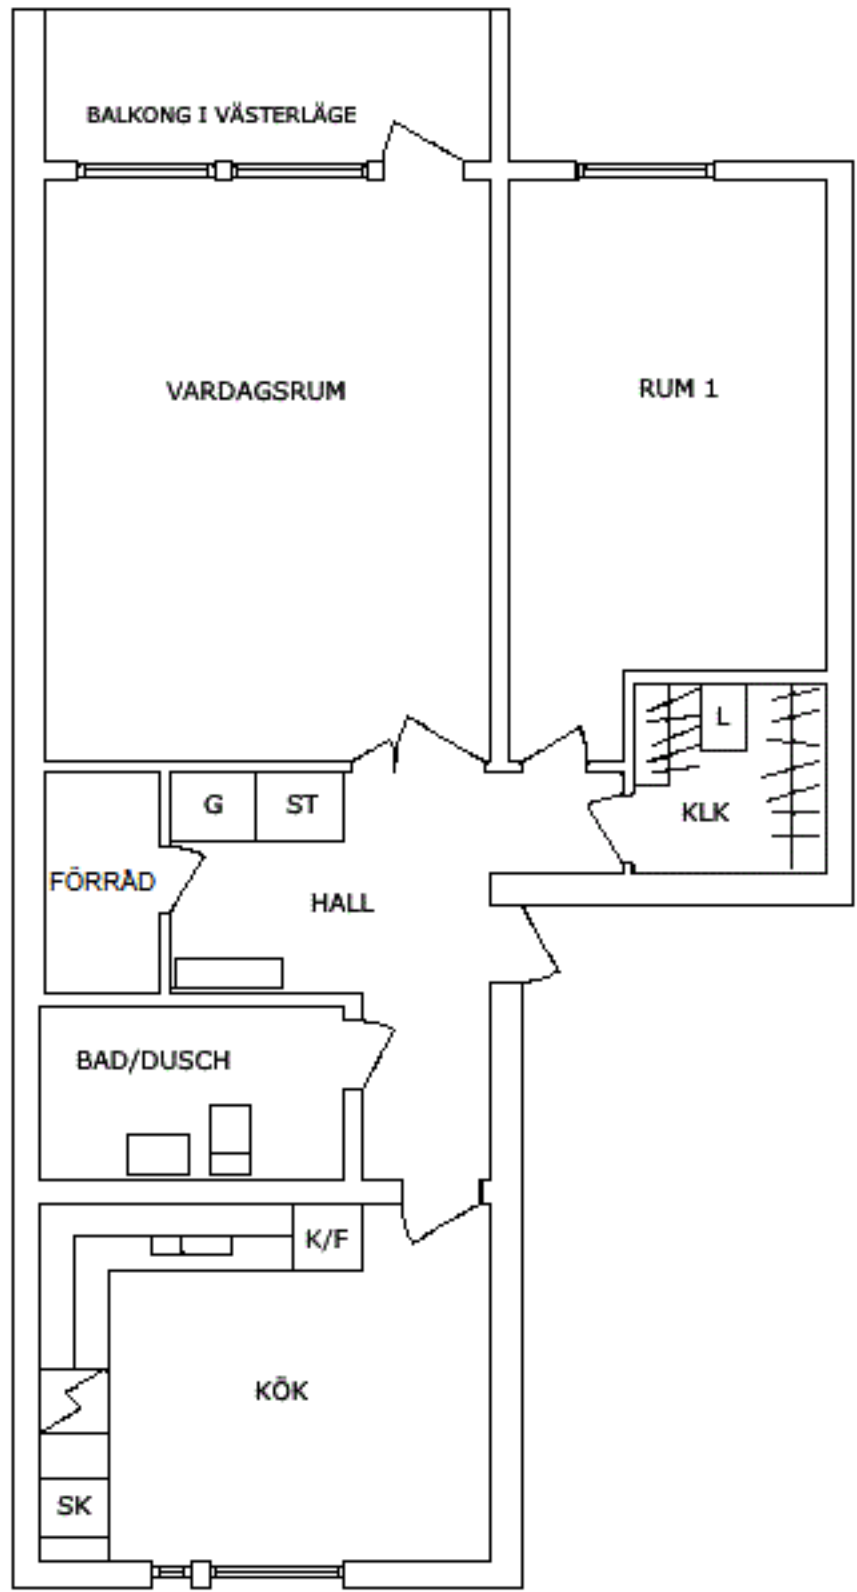 BALKONG I VÄSTERLÄGE
VARDAGSRUM
RUM 1
L
KLK
G
ST
FÖRRÅD
HALL
BAD/DUSCH
K/F
KÖK
SK